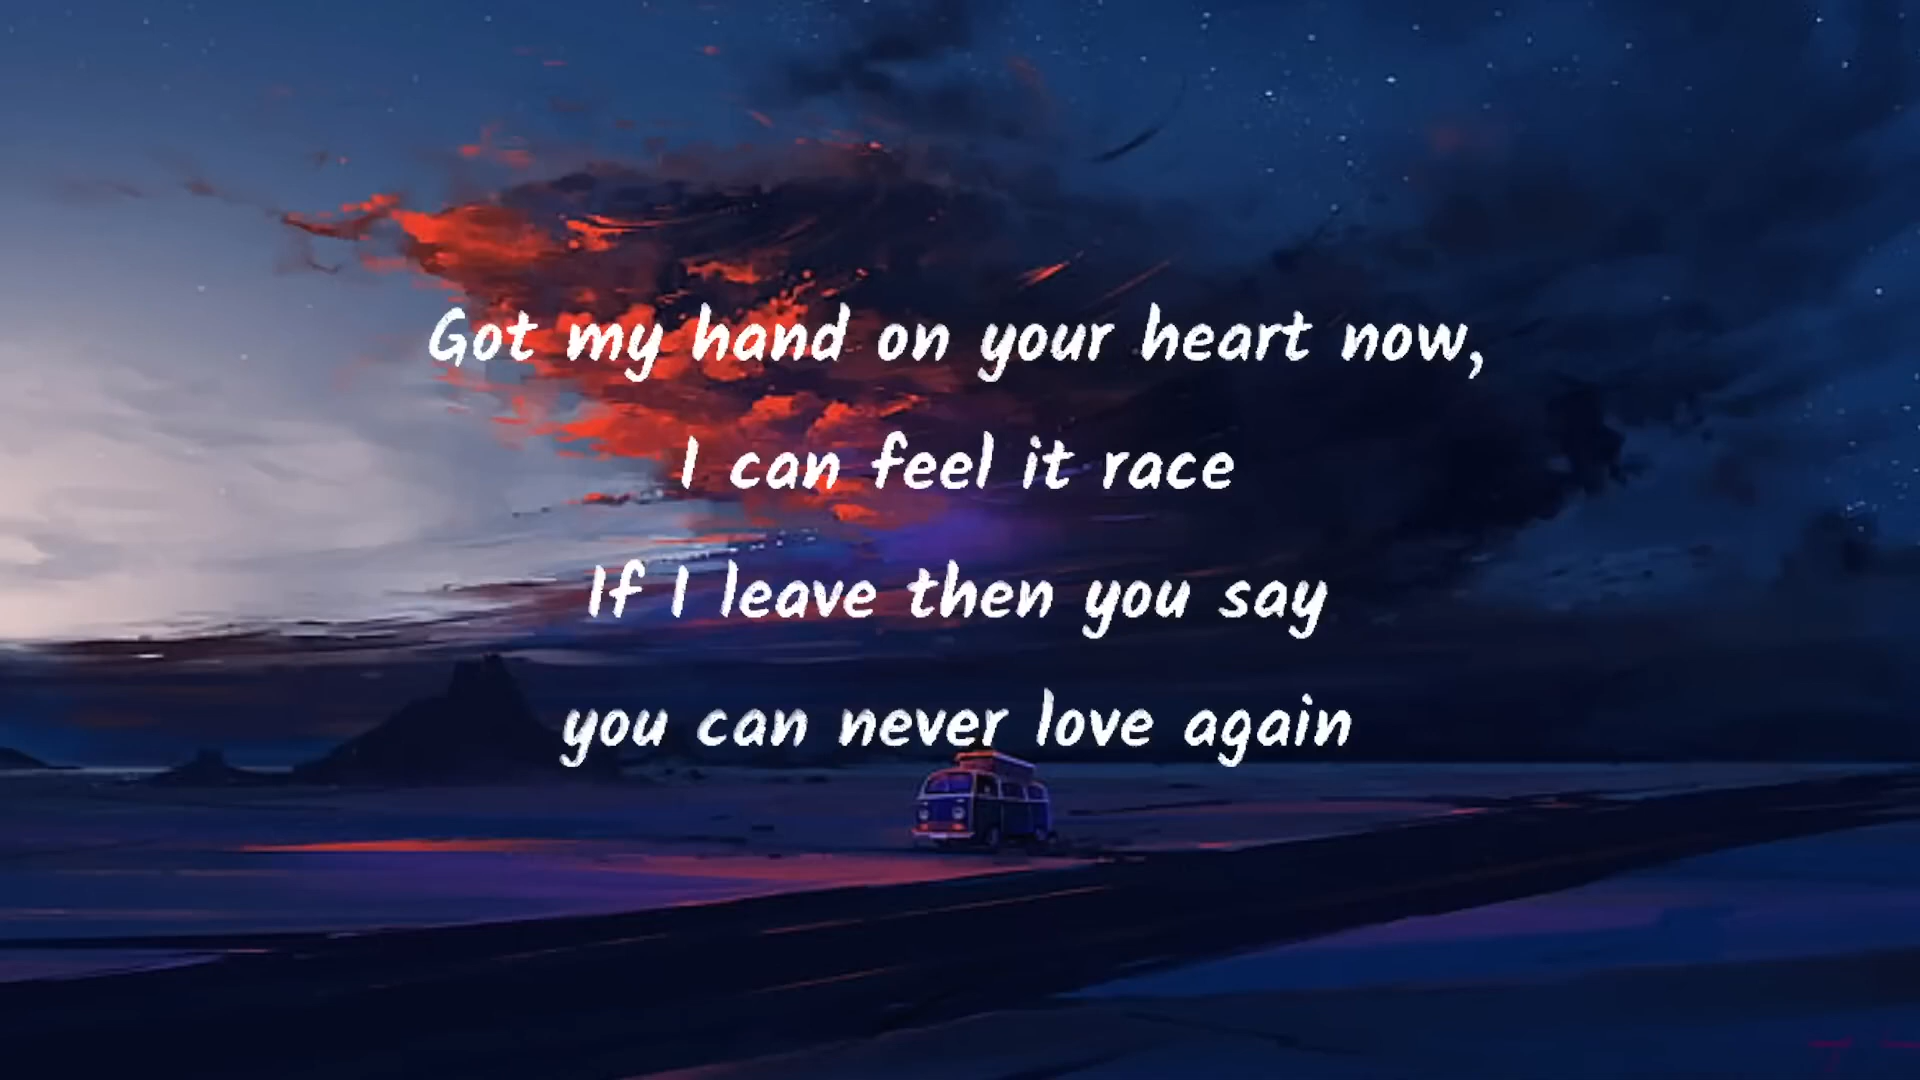 Got my hand on your heart now,
I can feel it race
If I leave then you say
you can never love again